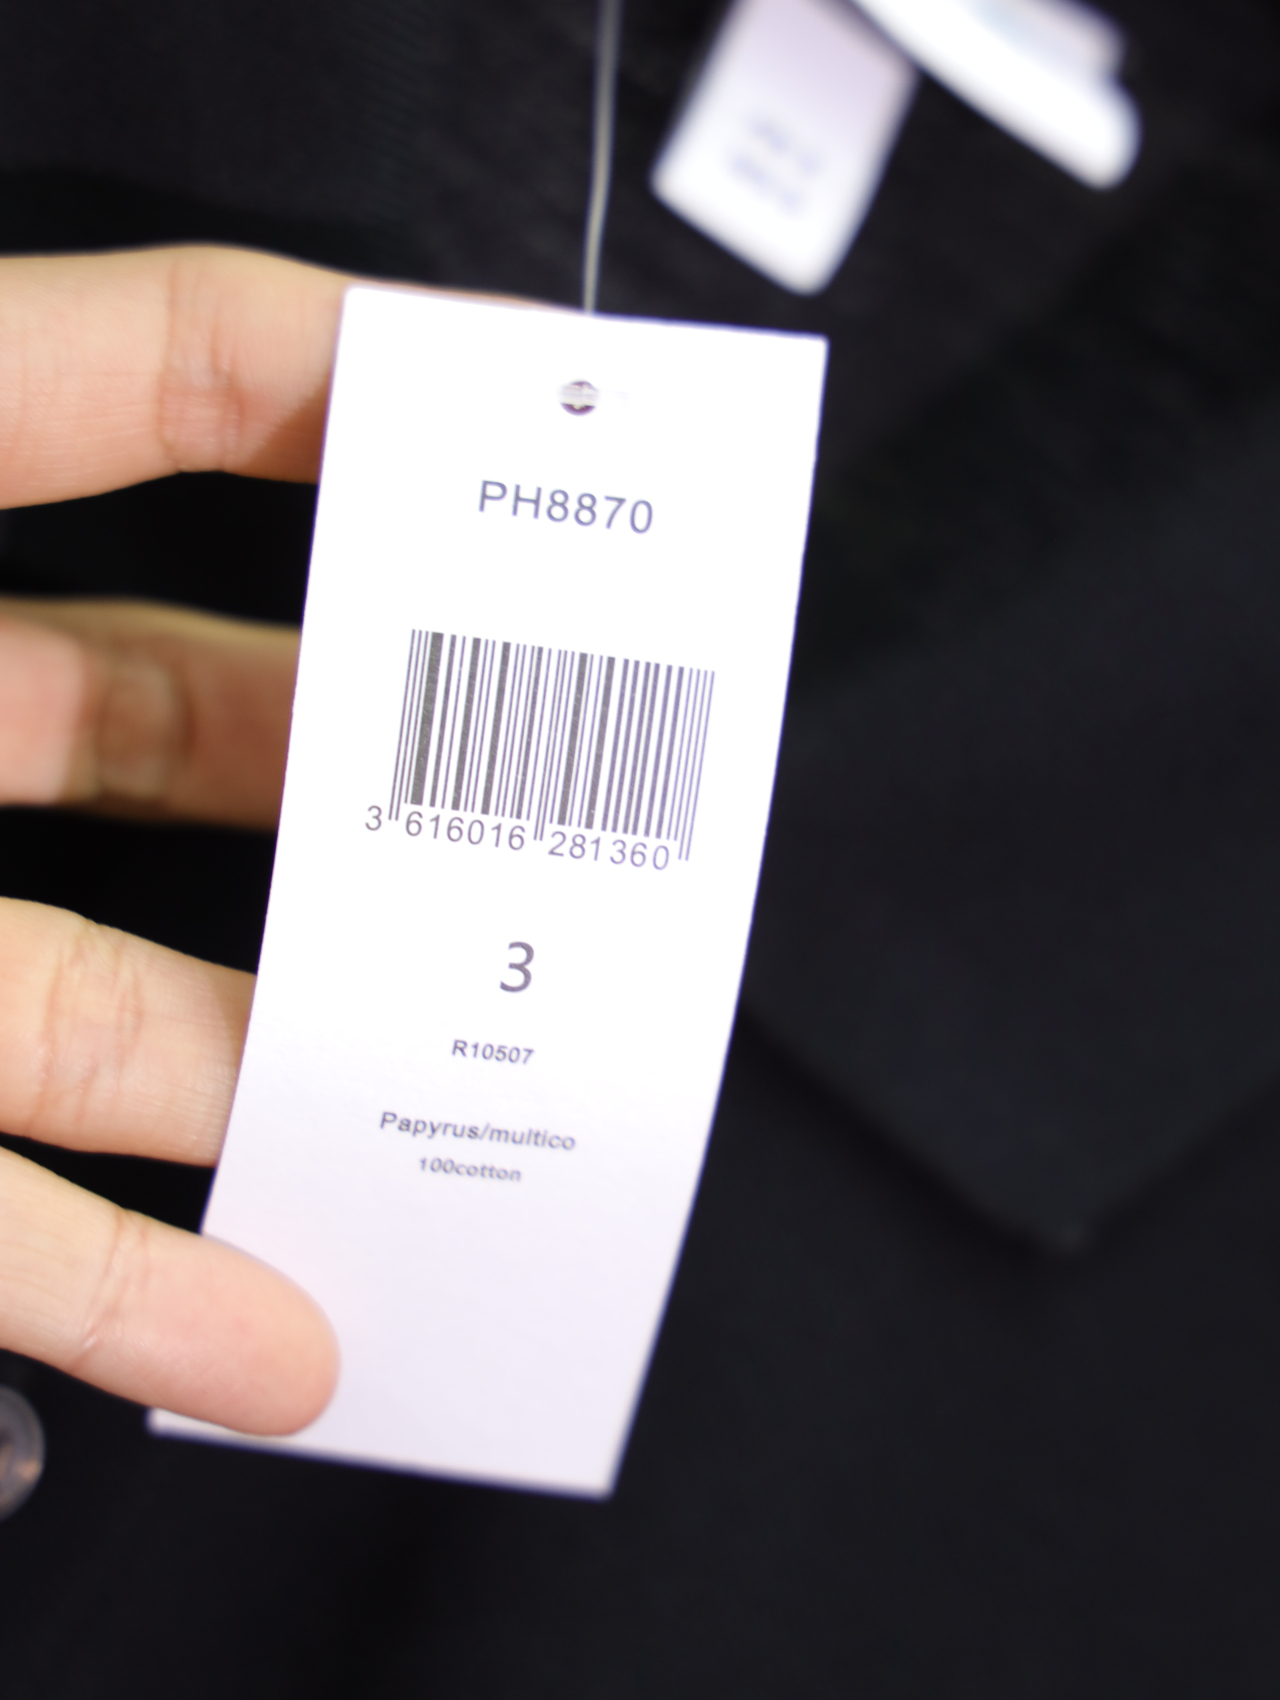 PH8870
3 616016 281360
3
R10507
Papyrus/multico
100cotton